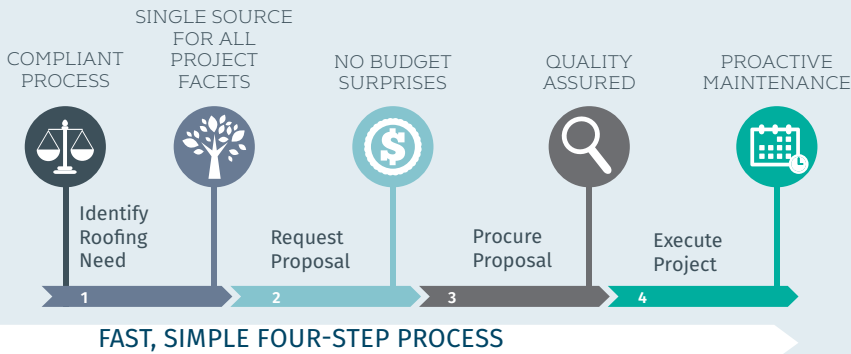 COMPLIANT
PROCESS
SINGLE SOURCE
FOR ALL
PROJECT
FACETS
NO BUDGET
SURPRISES
QUALITY
ASSURED
PROACTIVE
MAINTENANCE
$
Identify
Roofing
Need
Request
Proposal
Procure
Proposal
Execute
Project
1
2
3
4
FAST, SIMPLE FOUR-STEP PROCESS